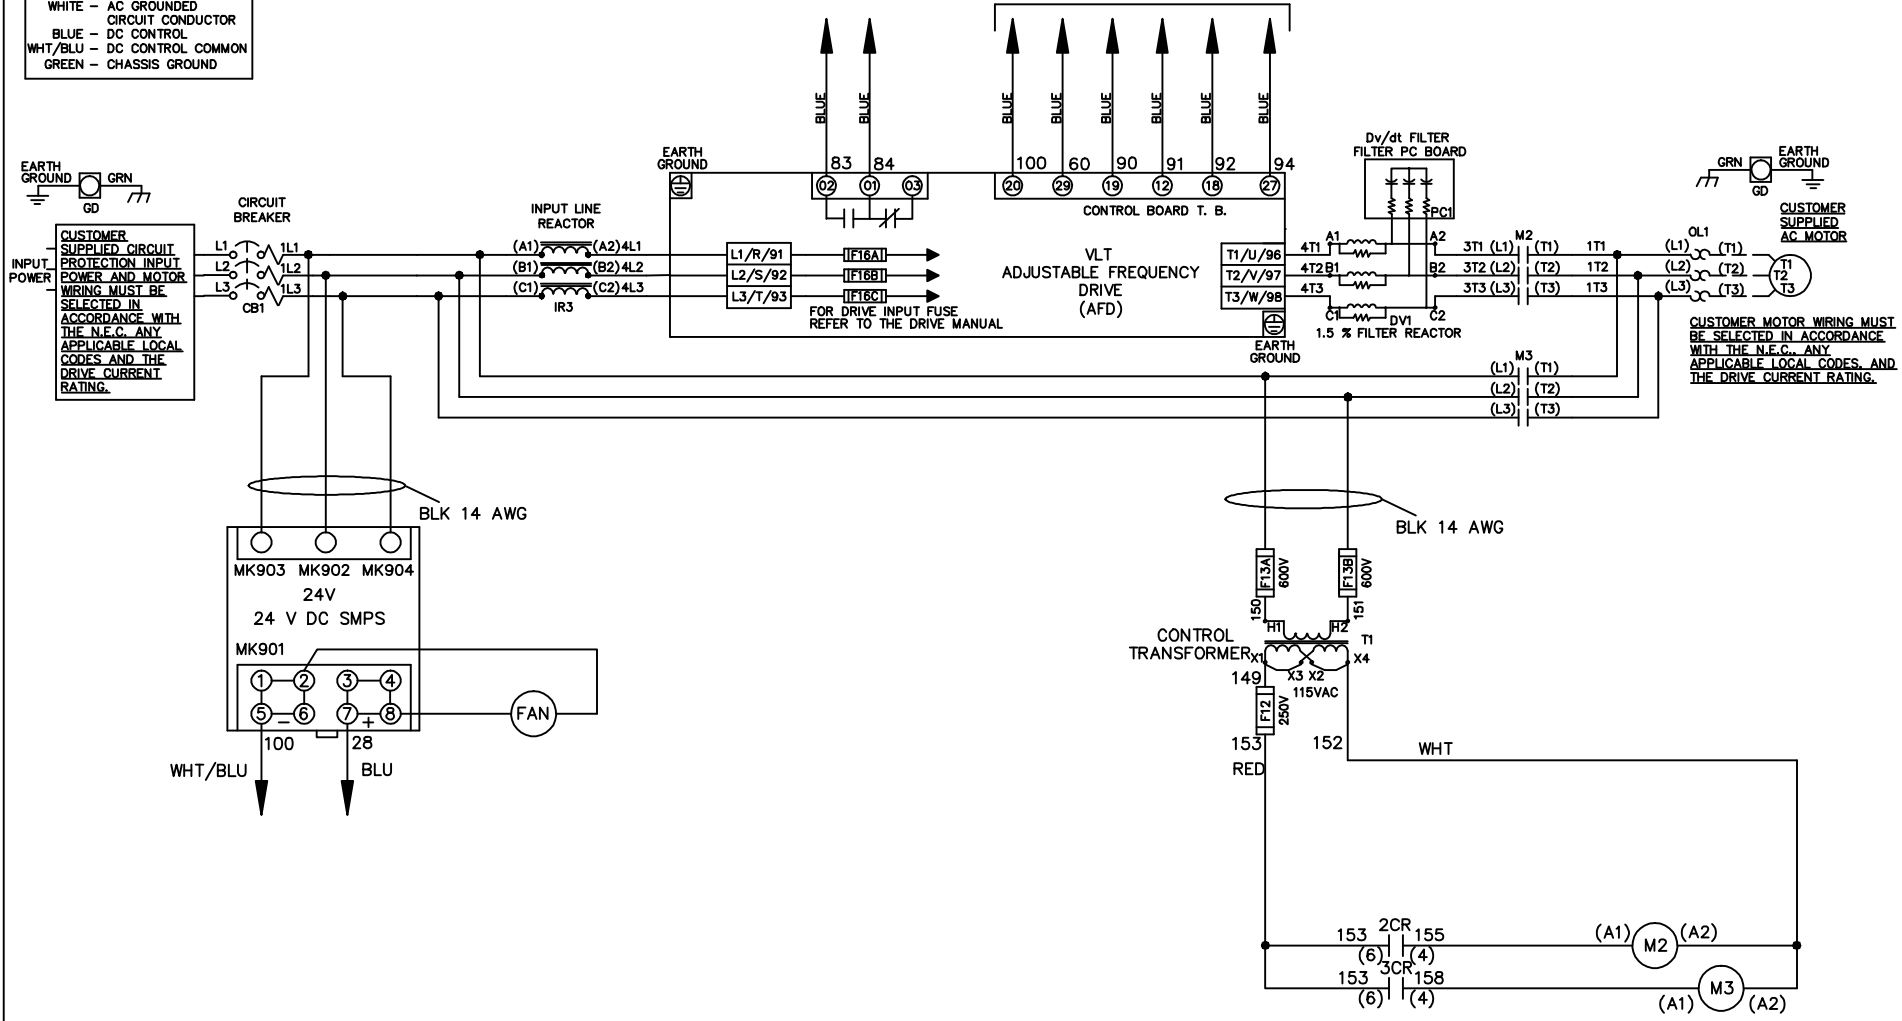 WHITE – AC GROUNDED
CIRCUIT CONDUCTOR
BLUE – DC CONTROL
WHT/BLU – DC CONTROL COMMON
GREEN – CHASSIS GROUND
BLUE BLUE BLUE BLUE BLUE BLUE BLUE BLUE
EARTH
GROUND
GRN
GD
CUSTOMER
SUPPLIED CIRCUIT
PROTECTION INPUT
POWER AND MOTOR
WIRING MUST BE
SELECTED IN
ACCORDANCE WITH
THE N.E.C. ANY
APPLICABLE LOCAL
CODES AND THE
DRIVE CURRENT
RATING.
INPUT
POWER
CIRCUIT
BREAKER
L1 1L1
L2 1L2
L3 1L3
CB1
INPUT LINE
REACTOR
(A1) (A2) 4L1
(B1) (B2) 4L2
(C1) (C2) 4L3
IR3
EARTH
GROUND
83 84
02 01 03
100 60 90 91 92 94
20 29 19 12 18 27
CONTROL BOARD T. B.
L1/R/91 F16A
L2/S/92 F16B
L3/T/93 F16C
FOR DRIVE INPUT FUSE
REFER TO THE DRIVE MANUAL
VLT
ADJUSTABLE FREQUENCY
DRIVE
(AFD)
T1/U/96
T2/V/97
T3/W/98
EARTH
GROUND
Dv/dt FILTER
FILTER PC BOARD
PC1
4T1 A1 A2
4T2 B1 B2
4T3 C1 C2
DV1
1.5 % FILTER REACTOR
M2
3T1 (L1) (T1) 1T1
3T2 (L2) (T2) 1T2
3T3 (L3) (T3) 1T3
OL1
(L1) (T1)
(L2) (T2)
(L3) (T3)
T1
T2
T3
GRN
GD
EARTH
GROUND
CUSTOMER
SUPPLIED
AC MOTOR
CUSTOMER MOTOR WIRING MUST
BE SELECTED IN ACCORDANCE
WITH THE N.E.C., ANY
APPLICABLE LOCAL CODES, AND
THE DRIVE CURRENT RATING.
M3
(L1) (T1)
(L2) (T2)
(L3) (T3)
BLK 14 AWG
MK903 MK902 MK904
24V
24 V DC SMPS
MK901
1 2 3 4
5 – 6 7 + 8
FAN
100 28
WHT/BLU BLU
BLK 14 AWG
F13A 600V
F13B 600V
150 151
H1 H2
T1
CONTROL
TRANSFORMER
X1 X3 X2 X4
115VAC
149
F12 250V
153 152
RED
WHT
153 2CR 155
(6) (4)
(A1) M2 (A2)
153 3CR 158
(6) (4)
(A1) M3 (A2)